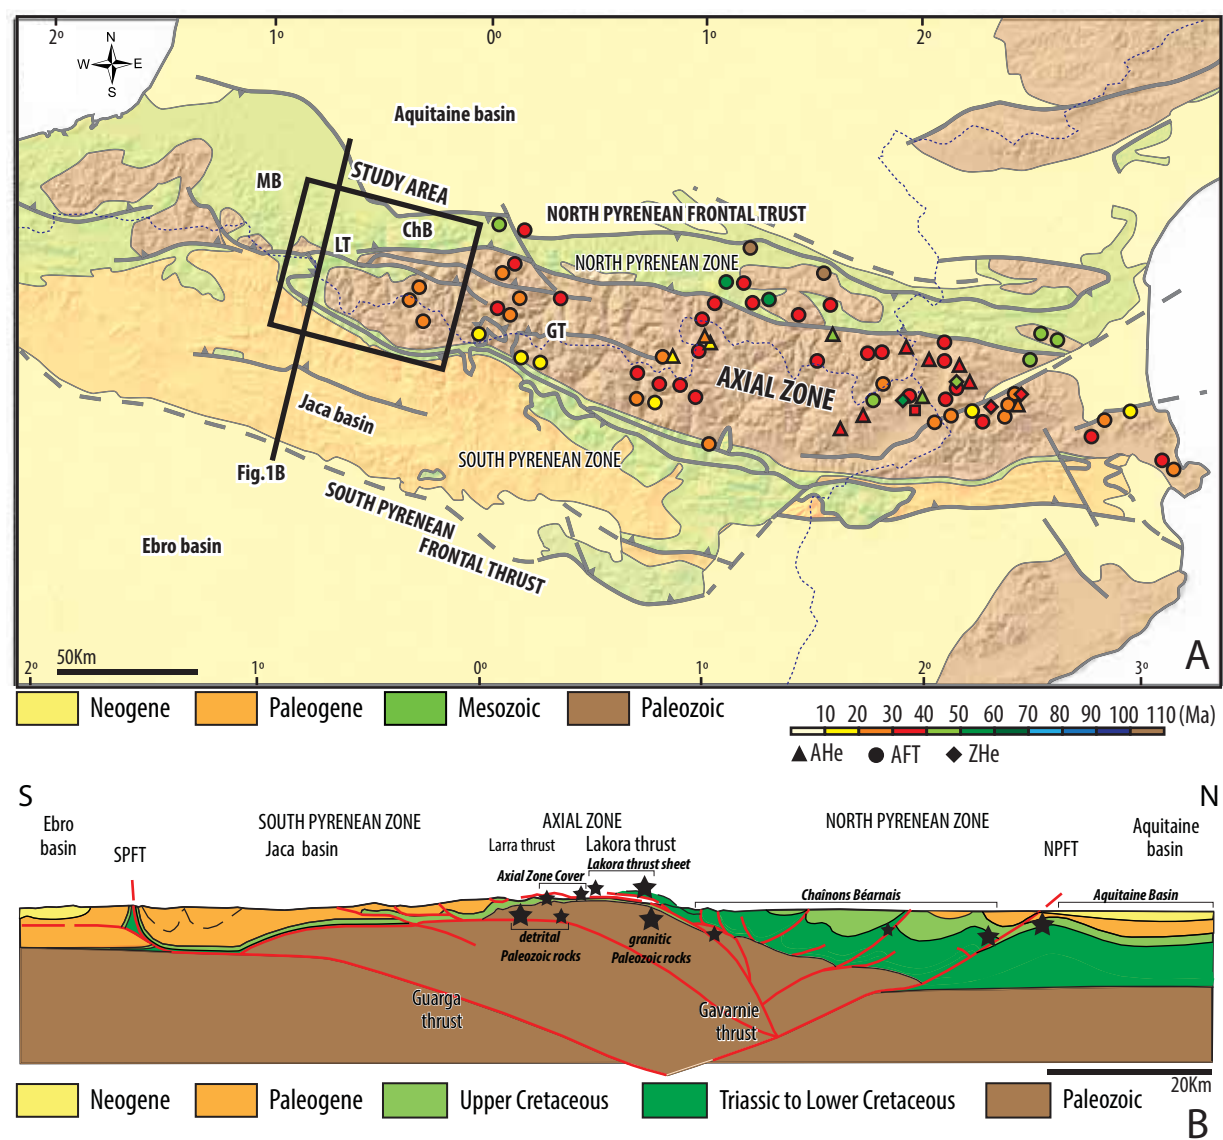 2º 1º 0º 1º 2º
N
W E
S
Aquitaine basin
STUDY AREA
MB
NORTH PYRENEAN FRONTAL TRUST
ChB
LT
NORTH PYRENEAN ZONE
GT
AXIAL ZONE
Jaca basin
SOUTH PYRENEAN ZONE
Fig.1B
SOUTH PYRENEAN
FRONTAL THRUST
Ebro basin
50Km
A
2º 1º 0º 1º 2º 3º
Neogene Paleogene Mesozoic Paleozoic
10 20 30 40 50 60 70 80 90 100 110 (Ma)
AHe AFT ZHe
S N
Ebro
basin
SPFT
SOUTH PYRENEAN ZONE
Jaca basin
AXIAL ZONE
Larra thrust
Lakora thrust
Lakora thrust sheet
Axial Zone Cover
NORTH PYRENEAN ZONE
NPFT
Aquitaine
basin
Chainons Béarnais
Aquitaine Basin
detrital
Paleozoic rocks
granitic
Paleozoic rocks
Guarga
thrust
Gavarnie
thrust
20Km
Neogene Paleogene Upper Cretaceous Triassic to Lower Cretaceous Paleozoic
B